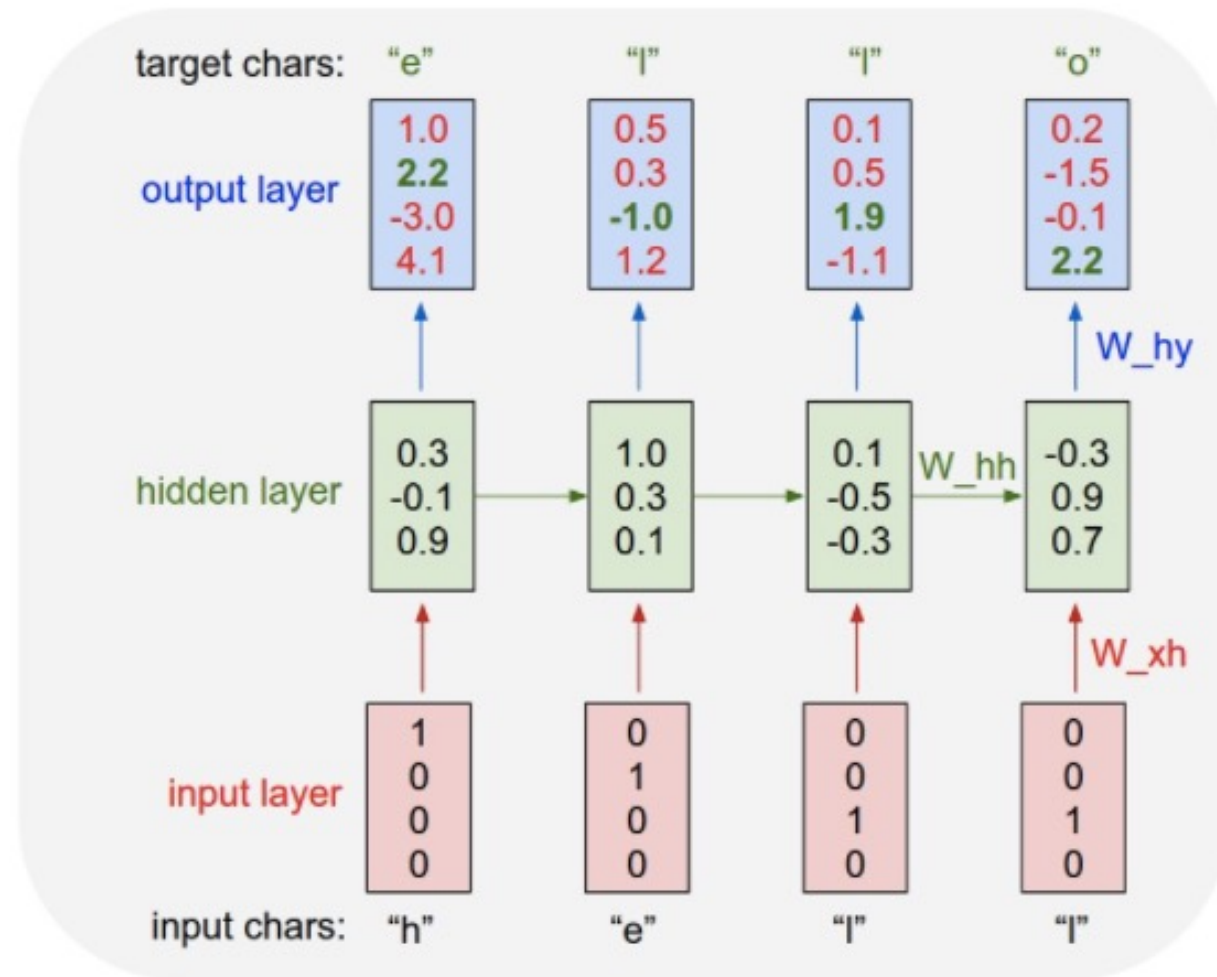 target chars: “e” “l” “l” “o”
1.0 0.5 0.1 0.2
2.2 0.3 0.5 -1.5
output layer
-3.0 -1.0 1.9 -0.1
4.1 1.2 -1.1 2.2
W_hy
0.3 1.0 0.1 -0.3
W_hh
hidden layer -0.1 0.3 -0.5 0.9
0.9 0.1 -0.3 0.7
W_xh
1 0 0 0
0 1 0 0
input layer
0 0 1 1
0 0 0 0
input chars: “h” “e” “l” “l”